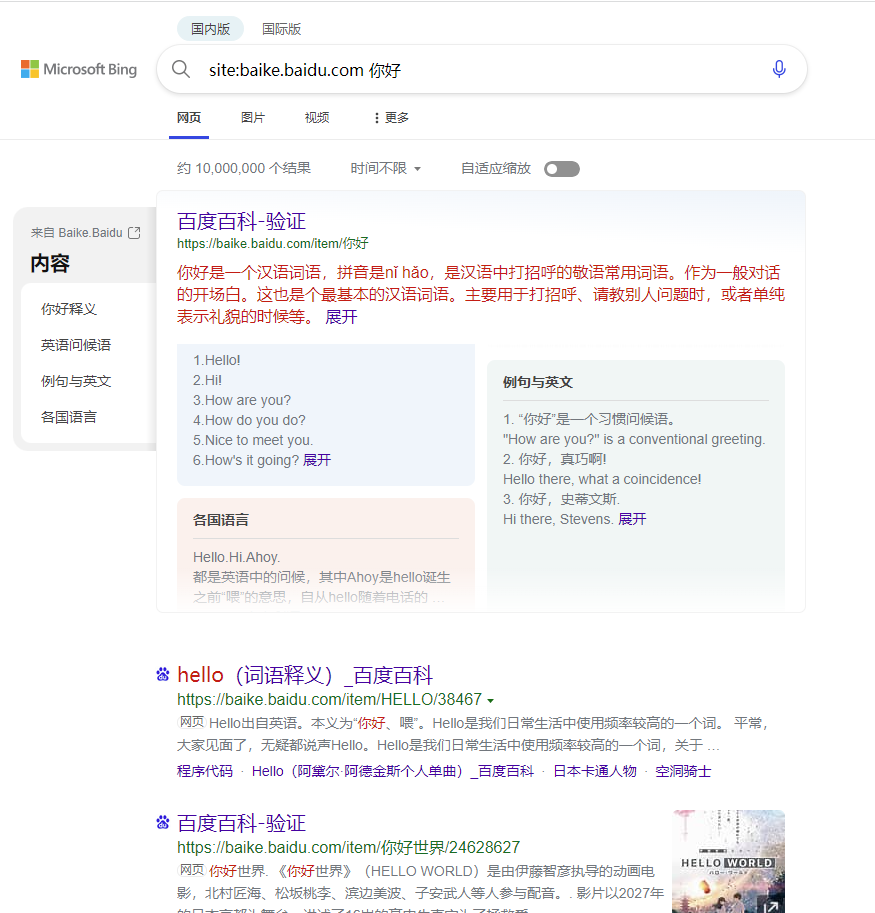 国内版 国际版
Microsoft Bing
site:baike.baidu.com 你好
网页 图片 视频 更多
约 10,000,000 个结果 时间不限 自适应缩放
来自 Baike.Baidu
内容
你好释义
英语问候语
例句与英文
各国语言
百度百科-验证
https://baike.baidu.com/item/你好
你好是一个汉语词语，拼音是nǐ hǎo，是汉语中打招呼的敬语常用词语。作为一般对话
的开场白。这也是个最基本的汉语词语。主要用于打招呼、请教别人问题时，或者单纯
表示礼貌的时候等。 展开
1.Hello!
2.Hi!
3.How are you?
4.How do you do?
5.Nice to meet you.
6.How's it going? 展开
各国语言
Hello.Hi.Ahoy.
都是英语中的问候，其中Ahoy是hello诞生
之前“喂”的意思，自从hello随着电话的 ...
例句与英文
1. “你好”是一个习惯问候语。
"How are you?" is a conventional greeting.
2. 你好，真巧啊!
Hello there, what a coincidence!
3. 你好，史蒂文斯.
Hi there, Stevens. 展开
hello（词语释义）_百度百科
https://baike.baidu.com/item/HELLO/38467
网页 Hello出自英语。本义为“你好、喂”。Hello是我们日常生活中使用频率较高的一个词。 平常，
大家见面了，无疑都说声Hello。Hello是我们日常生活中使用频率较高的一个词，关于 …
程序代码 · Hello（阿黛尔·阿德金斯个人单曲）_百度百科 · 日本卡通人物 · 空洞骑士
百度百科-验证
https://baike.baidu.com/item/你好世界/24628627
网页 你好世界. 《你好世界》（HELLO WORLD）是由伊藤智彦执导的动画电
影，北村匠海、松坂桃李、滨边美波、子安武人等人参与配音。. 影片以2027年
HELLO WORLD